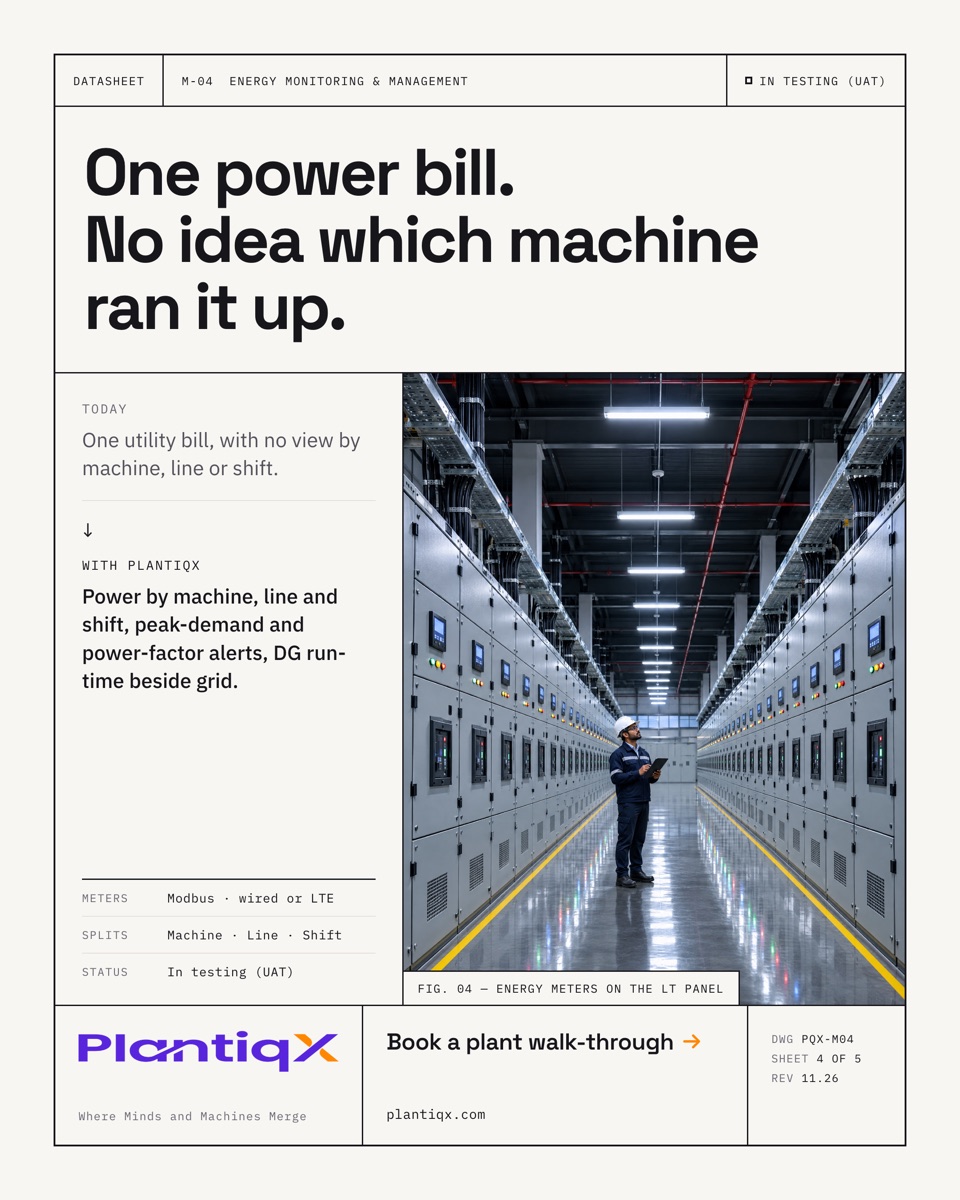 DATASHEET
M-04 ENERGY MONITORING & MANAGEMENT
IN TESTING (UAT)
One power bill.
No idea which machine
ran it up.
TODAY
One utility bill, with no view by
machine, line or shift.
↓
WITH PLANTIQX
Power by machine, line and
shift, peak-demand and
power-factor alerts, DG run-
time beside grid.
METERS Modbus · wired or LTE
SPLITS Machine · Line · Shift
STATUS In testing (UAT)
FIG. 04 — ENERGY METERS ON THE LT PANEL
PlantiqX
Where Minds and Machines Merge
Book a plant walk-through →
plantiqx.com
DWG PQX-M04
SHEET 4 OF 5
REV 11.26